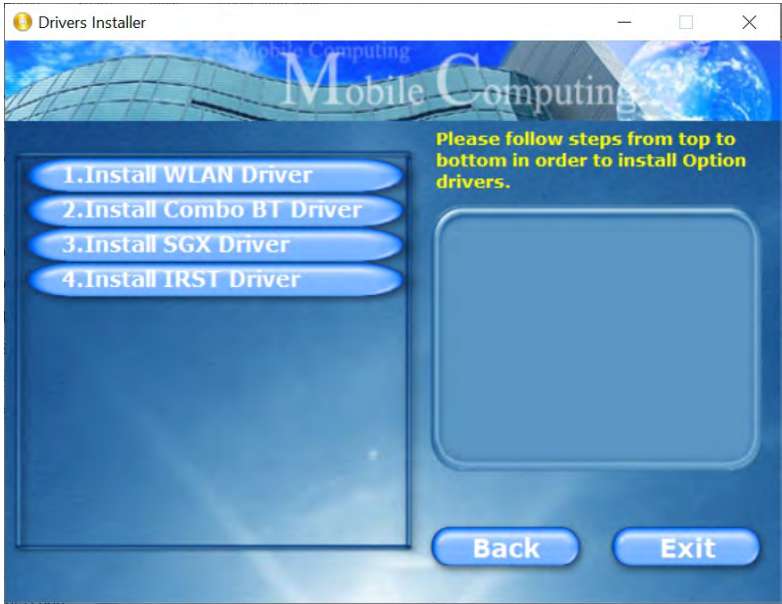 Drivers Installer
Mobile Computing
Mobile Computing
Please follow steps from top to
bottom in order to install Option
drivers.
1.Install WLAN Driver
2.Install Combo BT Driver
3.Install SGX Driver
4.Install IRST Driver
Back
Exit